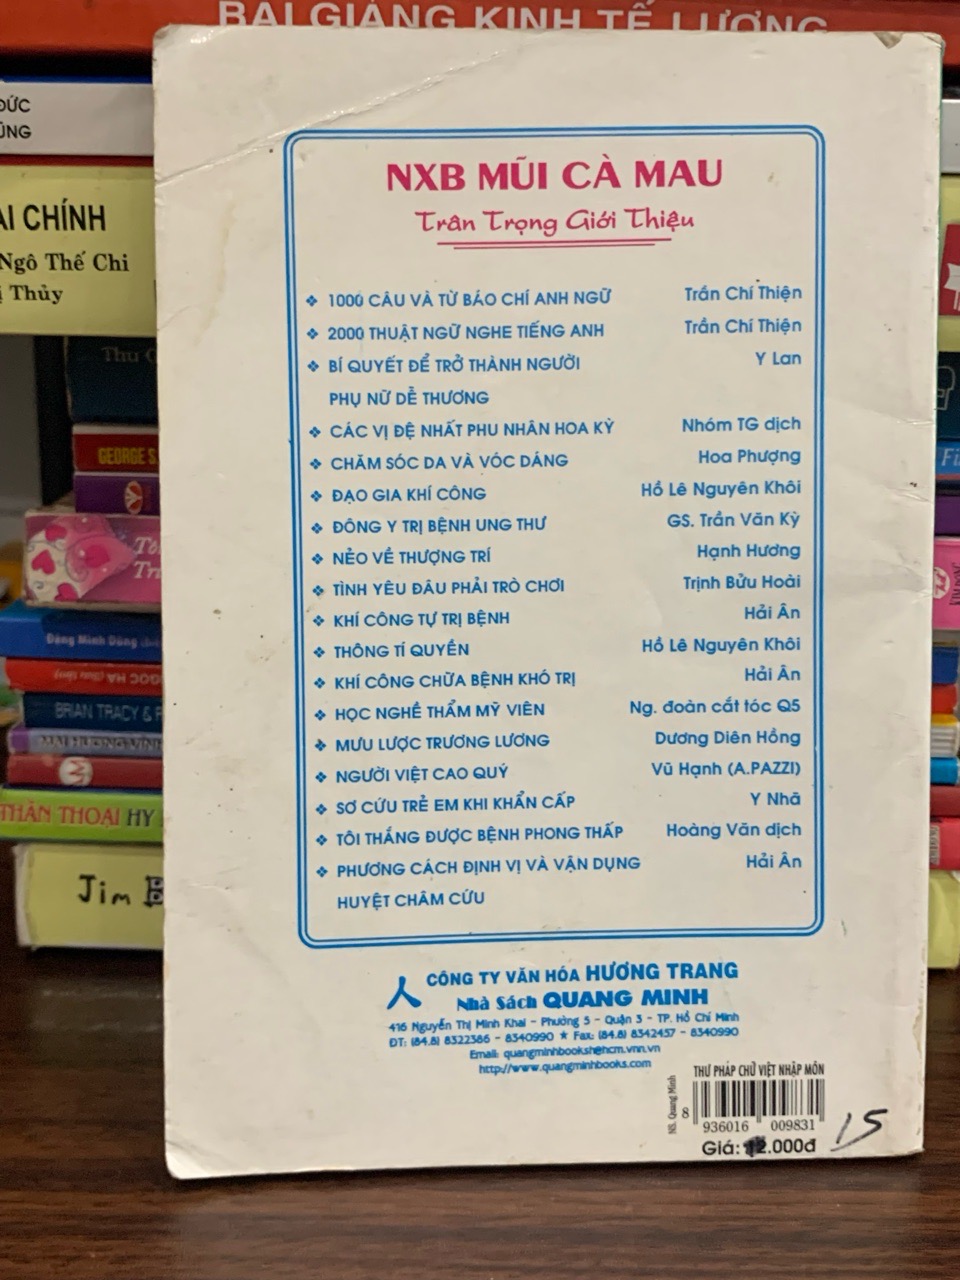 BÀI GIẢNG KINH TẾ LƯỢNG
ĐỨC
ŨNG
ÀI CHÍNH
Ngô Thế Chi
ị Thủy
Thu
GEORGE S
Đặng Minh Dũng
BRIAN TRACY &
THẦN THOẠI HY
Jim
NXB MŨI CÀ MAU
Trân Trọng Giới Thiệu
❖ 1000 CÂU VÀ TỪ BÁO CHÍ ANH NGỮ Trần Chí Thiện
❖ 2000 THUẬT NGỮ NGHE TIẾNG ANH Trần Chí Thiện
❖ BÍ QUYẾT ĐỂ TRỞ THÀNH NGƯỜI Y Lan
PHỤ NỮ DỄ THƯƠNG
❖ CÁC VỊ ĐỆ NHẤT PHU NHÂN HOA KỲ Nhóm TG dịch
❖ CHĂM SÓC DA VÀ VÓC DÁNG Hoa Phượng
❖ ĐẠO GIA KHÍ CÔNG Hồ Lê Nguyên Khôi
❖ ĐÔNG Y TRỊ BỆNH UNG THƯ GS. Trần Văn Kỳ
❖ NẺO VỀ THƯỢNG TRÍ Hạnh Hương
❖ TÌNH YÊU ĐÂU PHẢI TRÒ CHƠI Trịnh Bửu Hoài
❖ KHÍ CÔNG TỰ TRỊ BỆNH Hải Ân
❖ THÔNG TÍ QUYỀN Hồ Lê Nguyên Khôi
❖ KHÍ CÔNG CHỮA BỆNH KHÓ TRỊ Hải Ân
❖ HỌC NGHỀ THẨM MỸ VIÊN Ng. đoàn cắt tóc Q5
❖ MƯU LƯỢC TRƯƠNG LƯƠNG Dương Diên Hồng
❖ NGƯỜI VIỆT CAO QUÝ Vũ Hạnh (A.PAZZI)
❖ SƠ CỨU TRẺ EM KHI KHẨN CẤP Y Nhã
❖ TÔI THẮNG ĐƯỢC BỆNH PHONG THẤP Hoàng Văn dịch
❖ PHƯƠNG CÁCH ĐỊNH VỊ VÀ VẬN DỤNG Hải Ân
HUYỆT CHÂM CỨU
CÔNG TY VĂN HÓA HƯƠNG TRANG
Nhà Sách QUANG MINH
416 Nguyễn Thị Minh Khai - Phường 5 - Quận 3 - TP. Hồ Chí Minh
ĐT: (84.8) 8322386 - 8340990 ★ Fax: (84.8) 8342457 - 8340990
Email: quangminhbooksh@hcm.vnn.vn
http://www.quangminhbooks.com
THƯ PHÁP CHỮ VIỆT NHẬP MÔN
NS. Quang Minh
8 936016 009831
Giá: 12.000đ
15